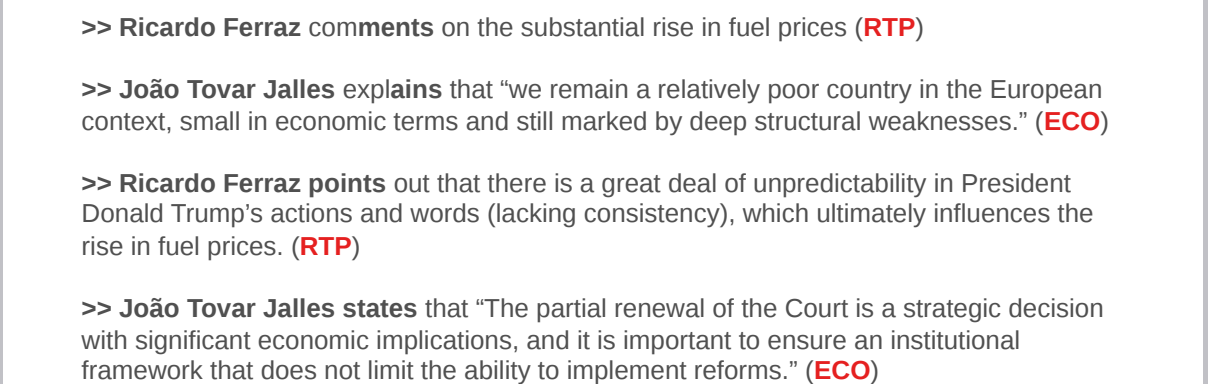 >> Ricardo Ferraz comments on the substantial rise in fuel prices (RTP)
>> João Tovar Jalles explains that “we remain a relatively poor country in the European
context, small in economic terms and still marked by deep structural weaknesses.” (ECO)
>> Ricardo Ferraz points out that there is a great deal of unpredictability in President
Donald Trump’s actions and words (lacking consistency), which ultimately influences the
rise in fuel prices. (RTP)
>> João Tovar Jalles states that “The partial renewal of the Court is a strategic decision
with significant economic implications, and it is important to ensure an institutional
framework that does not limit the ability to implement reforms.” (ECO)